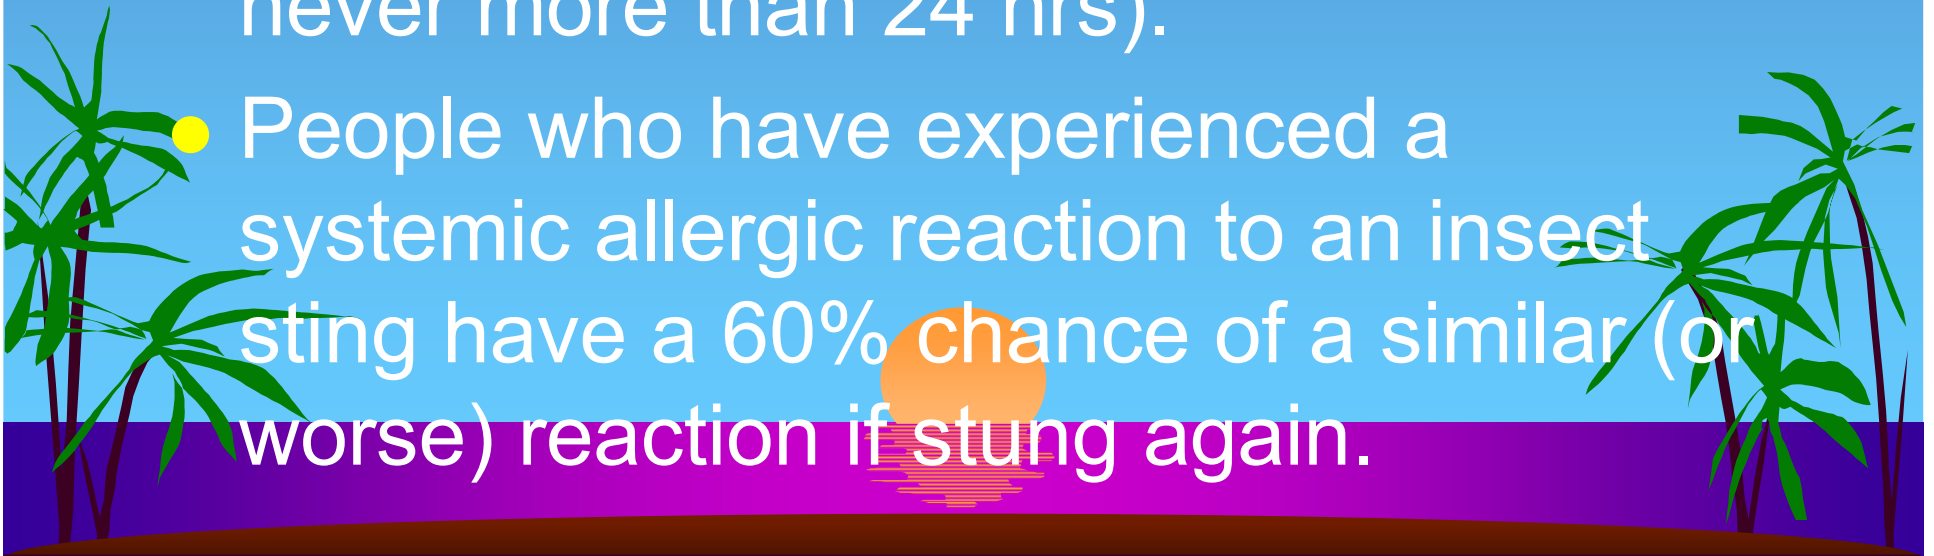 never more than 24 hrs).
People who have experienced a
systemic allergic reaction to an insect
sting have a 60% chance of a similar (or
worse) reaction if stung again.